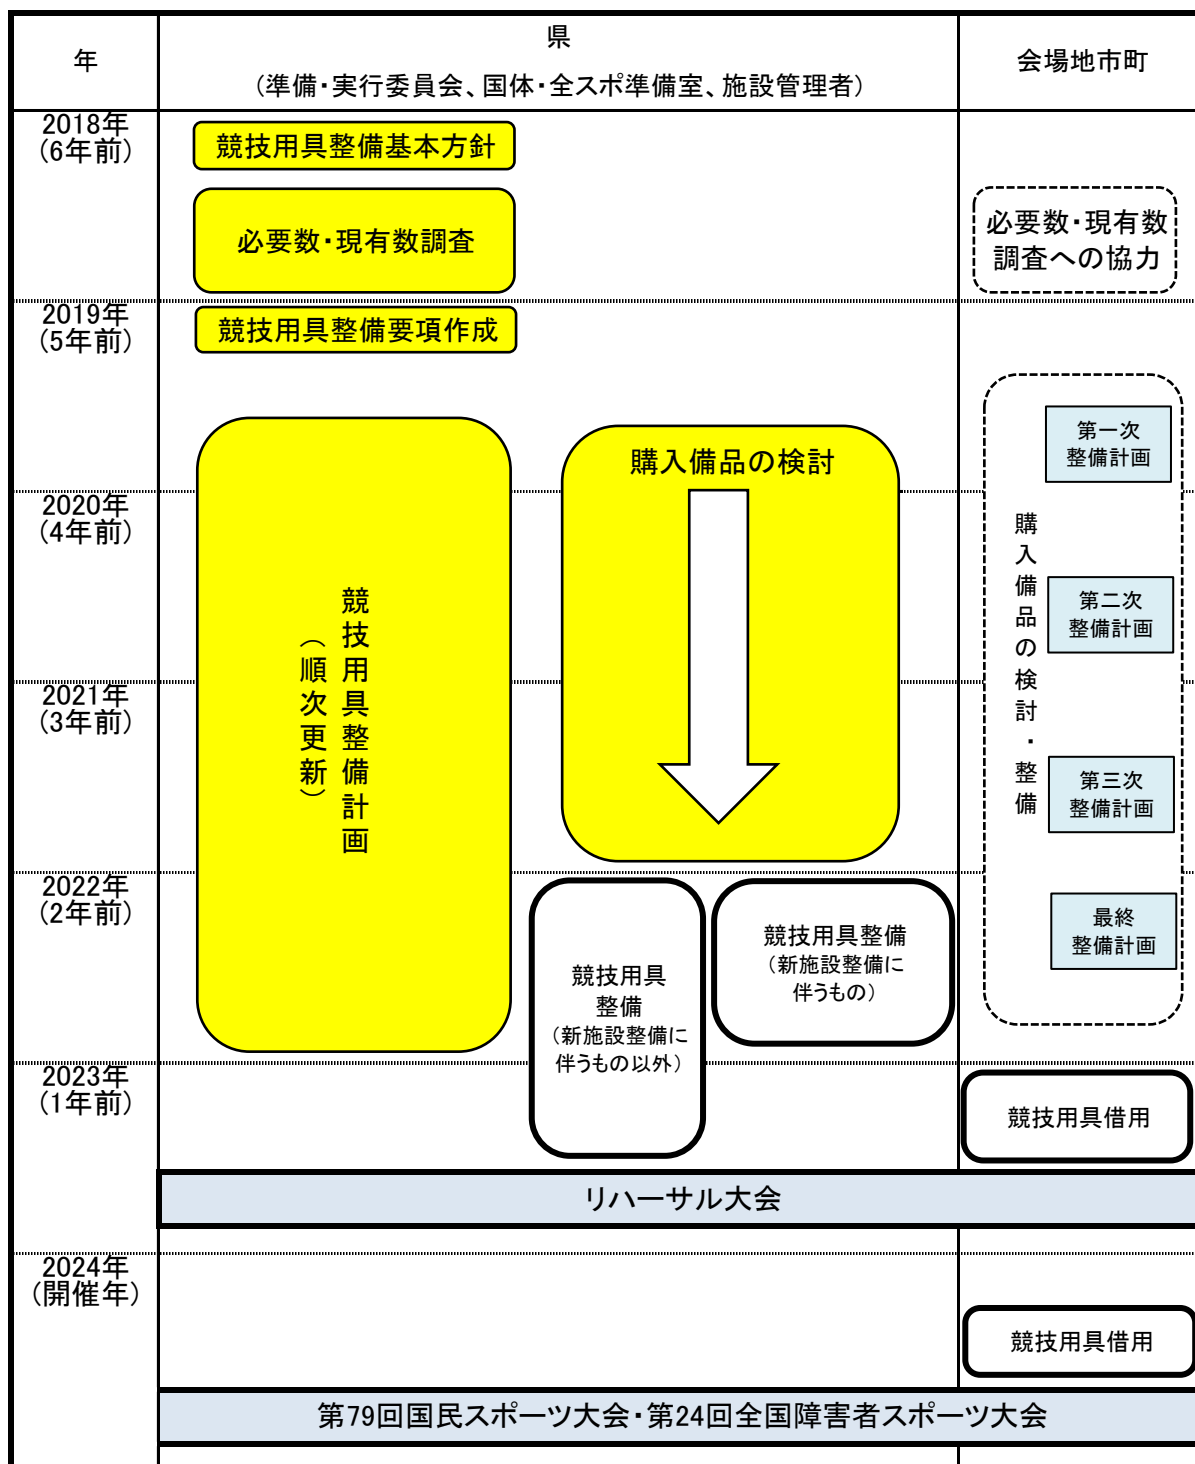 年
県
（準備・実行委員会、国体・全スポ準備室、施設管理者）
会場地市町
2018年
（6年前）
競技用具整備基本方針
必要数・現有数調査
必要数・現有数
調査への協力
2019年
（5年前）
競技用具整備要項作成
競技用具整備計画
（順次更新）
購入備品の検討
購入備品の検討・整備
第一次
整備計画
2020年
（4年前）
第二次
整備計画
2021年
（3年前）
第三次
整備計画
2022年
（2年前）
競技用具
整備
（新施設整備に
伴うもの以外）
競技用具整備
（新施設整備に
伴うもの）
最終
整備計画
2023年
（1年前）
競技用具借用
リハーサル大会
2024年
（開催年）
競技用具借用
第79回国民スポーツ大会・第24回全国障害者スポーツ大会